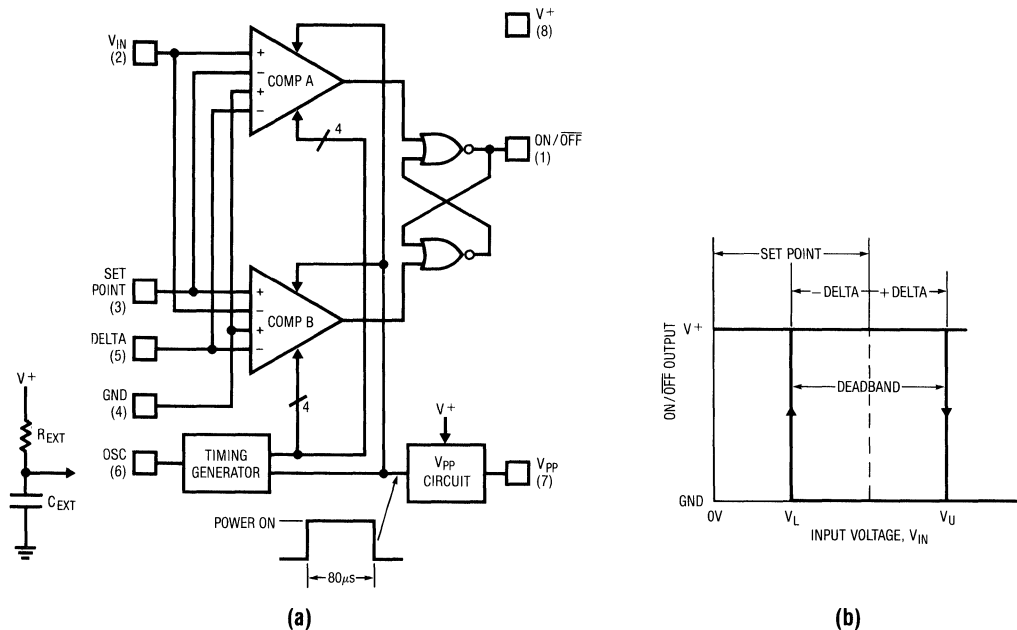 V+
(8)
VIN
(2)
+
−
+
−
COMP A
4
ON/OFF
(1)
SET
POINT
(3)
DELTA
(5)
GND
(4)
+
−
+
−
COMP B
4
V+
REXT
CEXT
OSC
(6)
TIMING
GENERATOR
V+
VPP
CIRCUIT
VPP
(7)
POWER ON
80µs
(a)
SET POINT
− DELTA
+ DELTA
V+
DEADBAND
ON/OFF OUTPUT
GND
0V
VL
VU
INPUT VOLTAGE, VIN
(b)